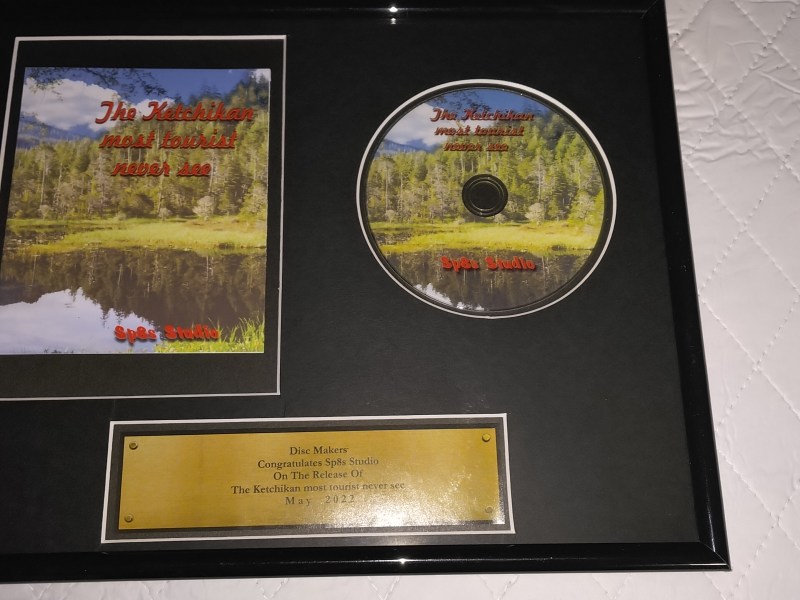 The Ketchikan
most tourist
never see
Sp8s Studio
The Ketchikan
most tourist
never see
Sp8s Studio
Disc Makers
Congratulates Sp8s Studio
On The Release Of
The Ketchikan most tourist never see
May 2022